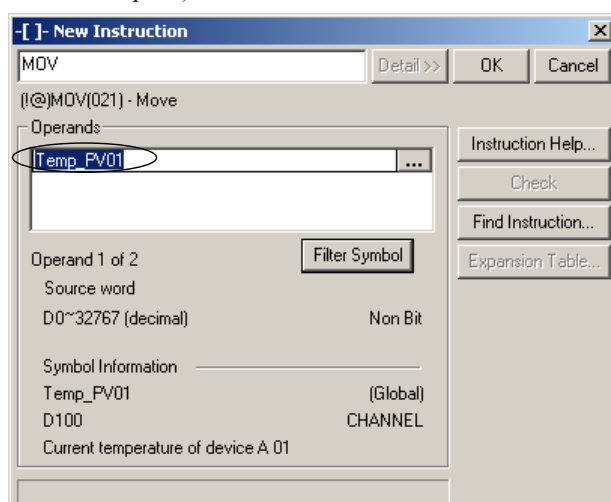 -[ ]- New Instruction
MOV
Detail >>
OK
Cancel
(!@)MOV(021) - Move
Operands
Temp_PV01
...
Instruction Help...
Check
Find Instruction...
Expansion Table...
Operand 1 of 2
Filter Symbol
Source word
D0~32767 (decimal)
Non Bit
Symbol Information
Temp_PV01
(Global)
D100
CHANNEL
Current temperature of device A 01